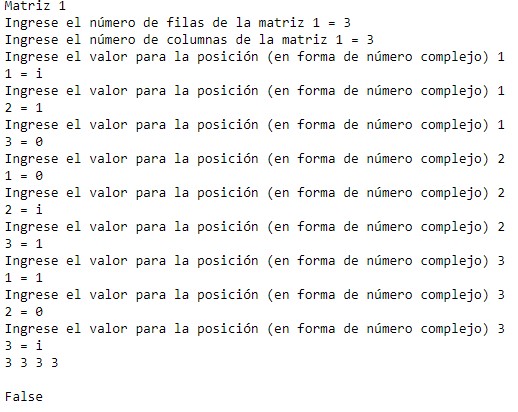 Matriz 1
Ingrese el número de filas de la matriz 1 = 3
Ingrese el número de columnas de la matriz 1 = 3
Ingrese el valor para la posición (en forma de número complejo) 1
1 = i
Ingrese el valor para la posición (en forma de número complejo) 1
2 = 1
Ingrese el valor para la posición (en forma de número complejo) 1
3 = 0
Ingrese el valor para la posición (en forma de número complejo) 2
1 = 0
Ingrese el valor para la posición (en forma de número complejo) 2
2 = i
Ingrese el valor para la posición (en forma de número complejo) 2
3 = 1
Ingrese el valor para la posición (en forma de número complejo) 3
1 = 1
Ingrese el valor para la posición (en forma de número complejo) 3
2 = 0
Ingrese el valor para la posición (en forma de número complejo) 3
3 = i
3 3 3 3
False